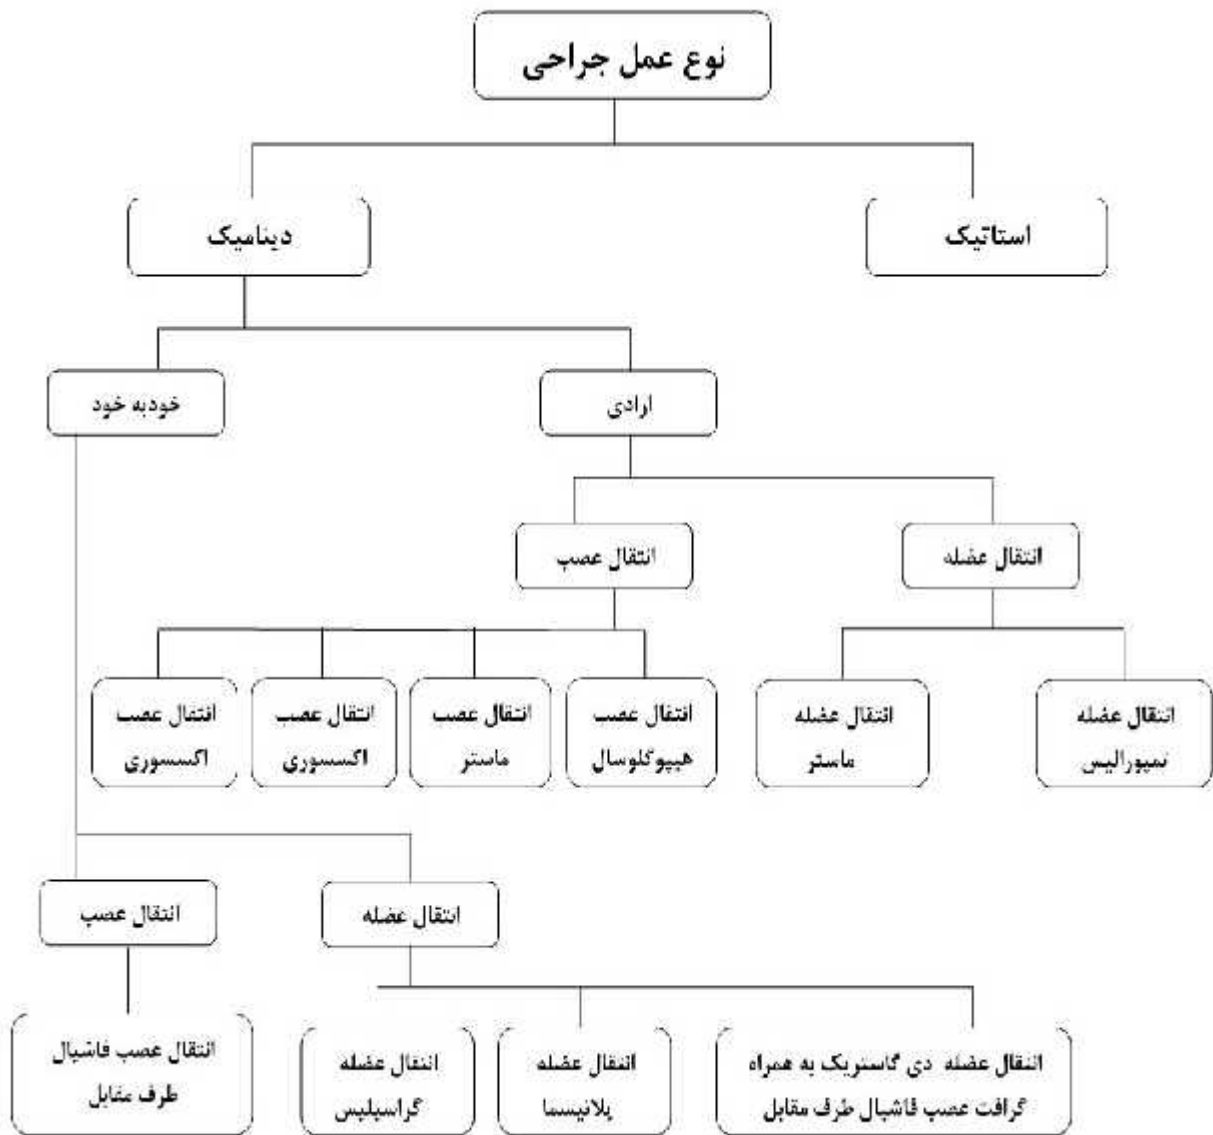 نوع عمل جراحی
استاتیک
دینامیک
ارادی
خودبه خود
انتقال عضله
انتقال عصب
انتقال عضله
تمپورالیس
انتقال عضله
ماستر
انتقال عصب
هیپوگلوسال
انتقال عصب
ماستر
انتقال عصب
اکسسوری
انتقال عصب
اکسسوری
انتقال عضله
انتقال عصب
انتقال عضله دی گاستریک به همراه
گرافت عصب فاشیال طرف مقابل
انتقال عضله
پلاتیسما
انتقال عضله
گراسیلیس
انتقال عصب فاشیال
طرف مقابل